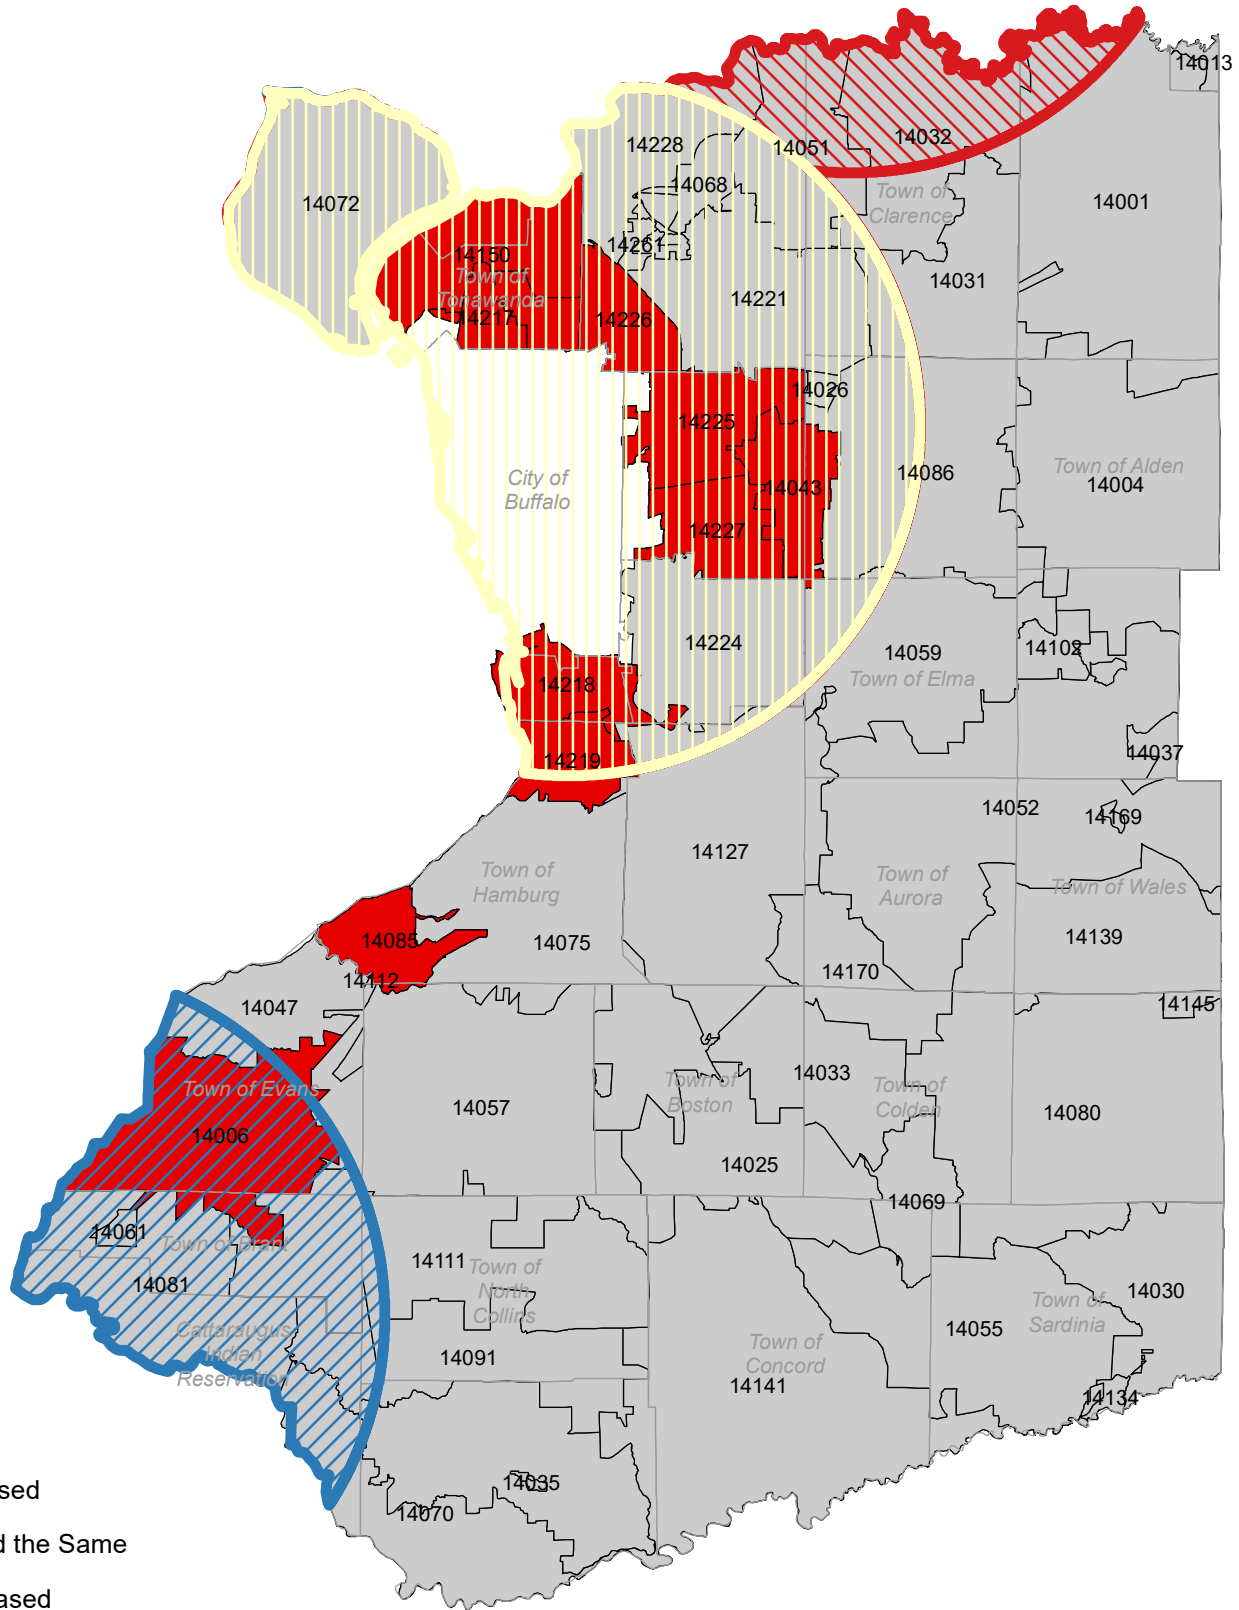 14013
14228
14051
14032
14072
14068
Town of
Clarence
14001
14261
14150
Town of
Tonawanda
14031
14221
14217
14226
14026
14225
City of
Buffalo
14086
Town of Alden
14004
14043
14227
14224
14059
14102
Town of Elma
14218
14219
14037
14052
14169
14127
Town of
Hamburg
Town of
Aurora
Town of Wales
14085
14075
14139
14112
14170
14047
14145
Town of Evans
14033
Town of
Boston
Town of
Colden
14057
14080
14006
14025
14069
14061
Town of Brant
14111
Town of
North
Collins
14081
14030
Town of
Sardinia
14055
Cattaraugus
Indian
Reservation
14091
Town of
Concord
14141
14134
14035
sed
14070
d the Same
ased